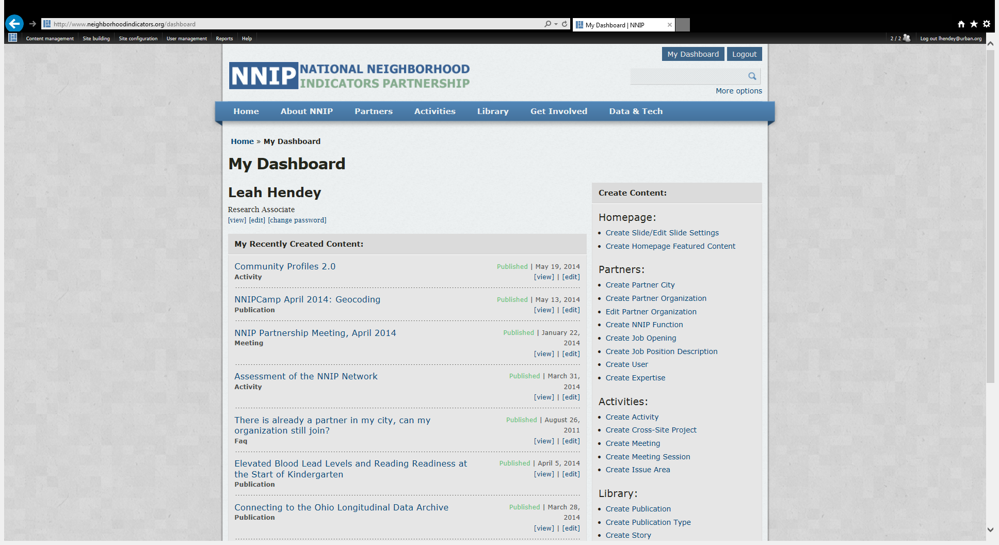 http://www.neighborhoodindicators.org/dashboard
My Dashboard | NNIP
Content management Site building Site configuration User management Reports Help
2 / 2 Log out lhendey@urban.org
My Dashboard Logout
NNIP NATIONAL NEIGHBORHOOD
INDICATORS PARTNERSHIP
More options
Home About NNIP Partners Activities Library Get Involved Data & Tech
Home » My Dashboard
My Dashboard
Leah Hendey
Research Associate
[view] [edit] [change password]
My Recently Created Content:
Community Profiles 2.0 Published | May 19, 2014
Activity [view] | [edit]
NNIPCamp April 2014: Geocoding Published | May 13, 2014
Publication [view] | [edit]
NNIP Partnership Meeting, April 2014 Published | January 22,
Meeting 2014
[view] | [edit]
Assessment of the NNIP Network Published | March 31,
Activity 2014
[view] | [edit]
There is already a partner in my city, can my Published | August 26,
organization still join? 2011
Faq [view] | [edit]
Elevated Blood Lead Levels and Reading Readiness at Published | April 5, 2014
the Start of Kindergarten [view] | [edit]
Publication
Connecting to the Ohio Longitudinal Data Archive Published | March 28,
Publication 2014
[view] | [edit]
Create Content:
Homepage:
• Create Slide/Edit Slide Settings
• Create Homepage Featured Content
Partners:
• Create Partner City
• Create Partner Organization
• Edit Partner Organization
• Create NNIP Function
• Create Job Opening
• Create Job Position Description
• Create User
• Create Expertise
Activities:
• Create Activity
• Create Cross-Site Project
• Create Meeting
• Create Meeting Session
• Create Issue Area
Library:
• Create Publication
• Create Publication Type
• Create Story